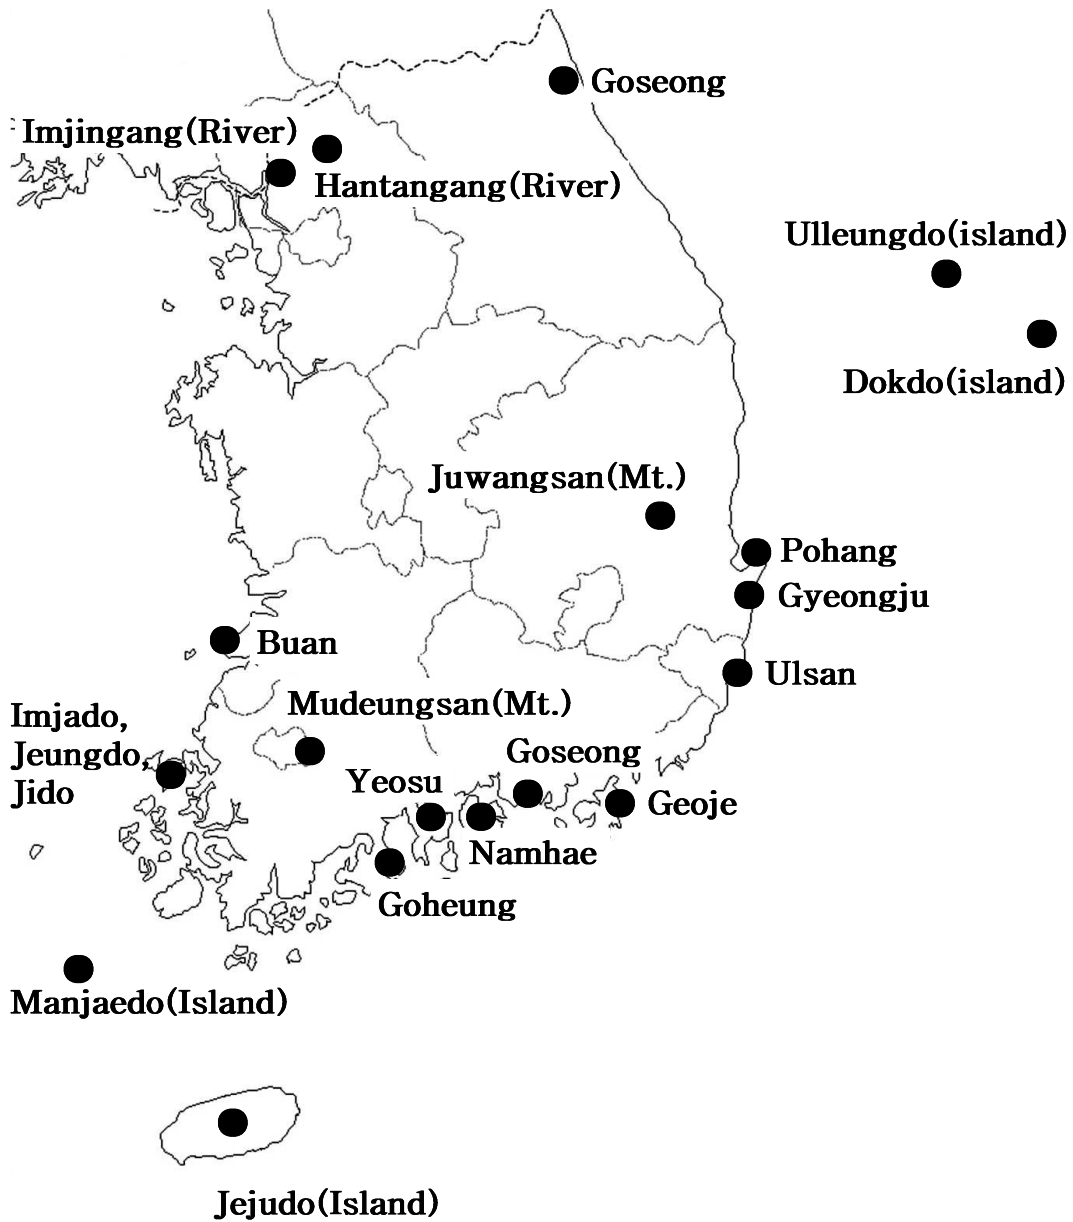 Goseong
Imjingang(River)
Hantangang(River)
Ulleungdo(island)
Dokdo(island)
Juwangsan(Mt.)
Pohang
Gyeongju
Buan
Ulsan
Mudeungsan(Mt.)
Imjado,
Jeungdo,
Jido
Goseong
Yeosu
Geoje
Namhae
Goheung
Manjaedo(Island)
Jejudo(Island)